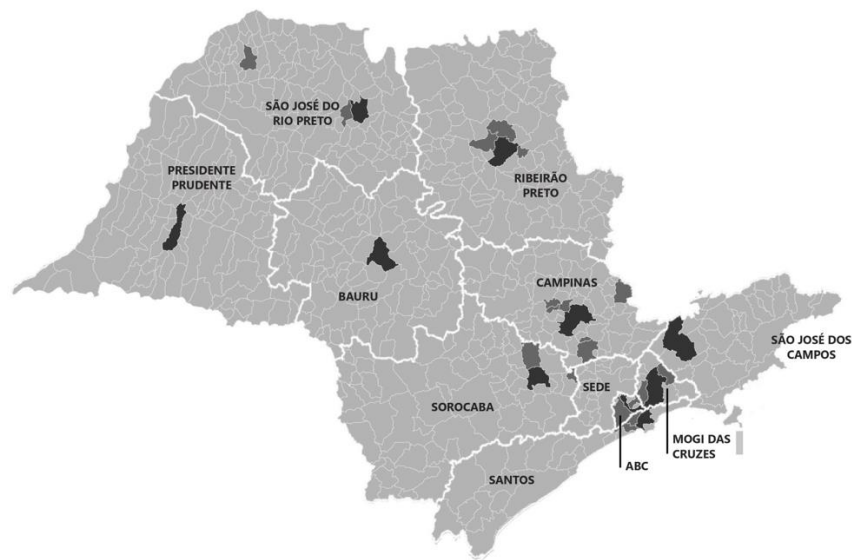 SÃO JOSÉ DO
RIO PRETO
PRESIDENTE
PRUDENTE
RIBEIRÃO
PRETO
BAURU
CAMPINAS
SÃO JOSÉ DOS
CAMPOS
SEDE
SOROCABA
MOGI DAS
CRUZES
ABC
SANTOS